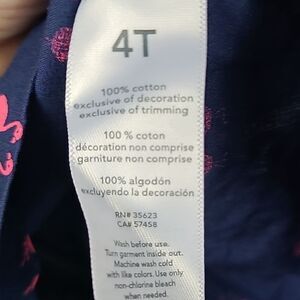 4T
100% cotton
exclusive of decoration
exclusive of trimming
100 % coton
décoration non comprise
garniture non comprise
100% algodón
excluyendo la decoración
RN# 35623
CA# 57458
Wash before use.
Turn garment inside out.
Machine wash cold
with like colors. Use only
non-chlorine bleach
when needed.